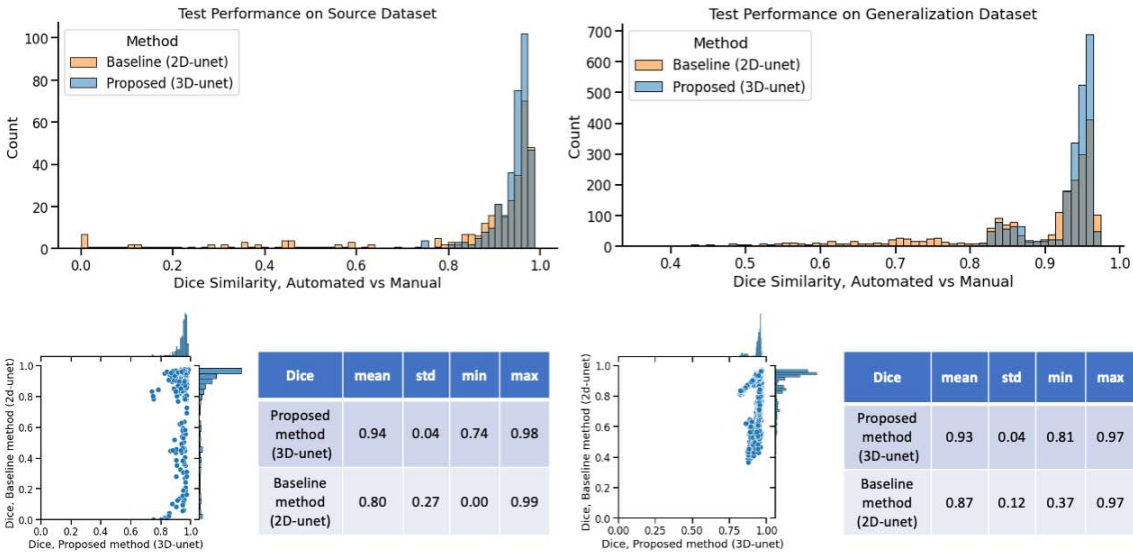 Test Performance on Source Dataset
100
80
60
40
20
0
Count
Method
Baseline (2D-unet)
Proposed (3D-unet)
0.0 0.2 0.4 0.6 0.8 1.0
Dice Similarity, Automated vs Manual
Test Performance on Generalization Dataset
700
600
500
400
300
200
100
0
Count
Method
Baseline (2D-unet)
Proposed (3D-unet)
0.4 0.5 0.6 0.7 0.8 0.9 1.0
Dice Similarity, Automated vs Manual
Dice, Baseline method (2d-unet)
1.0
0.8
0.6
0.4
0.2
0.0
0.0 0.2 0.4 0.6 0.8 1.0
Dice, Proposed method (3D-unet)
Dice mean std min max
Proposed
method
(3D-unet)
0.94 0.04 0.74 0.98
Baseline
method
(2D-unet)
0.80 0.27 0.00 0.99
Dice, Baseline method (2d-unet)
1.0
0.8
0.6
0.4
0.2
0.0
0.00 0.25 0.50 0.75 1.00
Dice, Proposed method (3D-unet)
Dice mean std min max
Proposed
method
(3D-unet)
0.93 0.04 0.81 0.97
Baseline
method
(2D-unet)
0.87 0.12 0.37 0.97